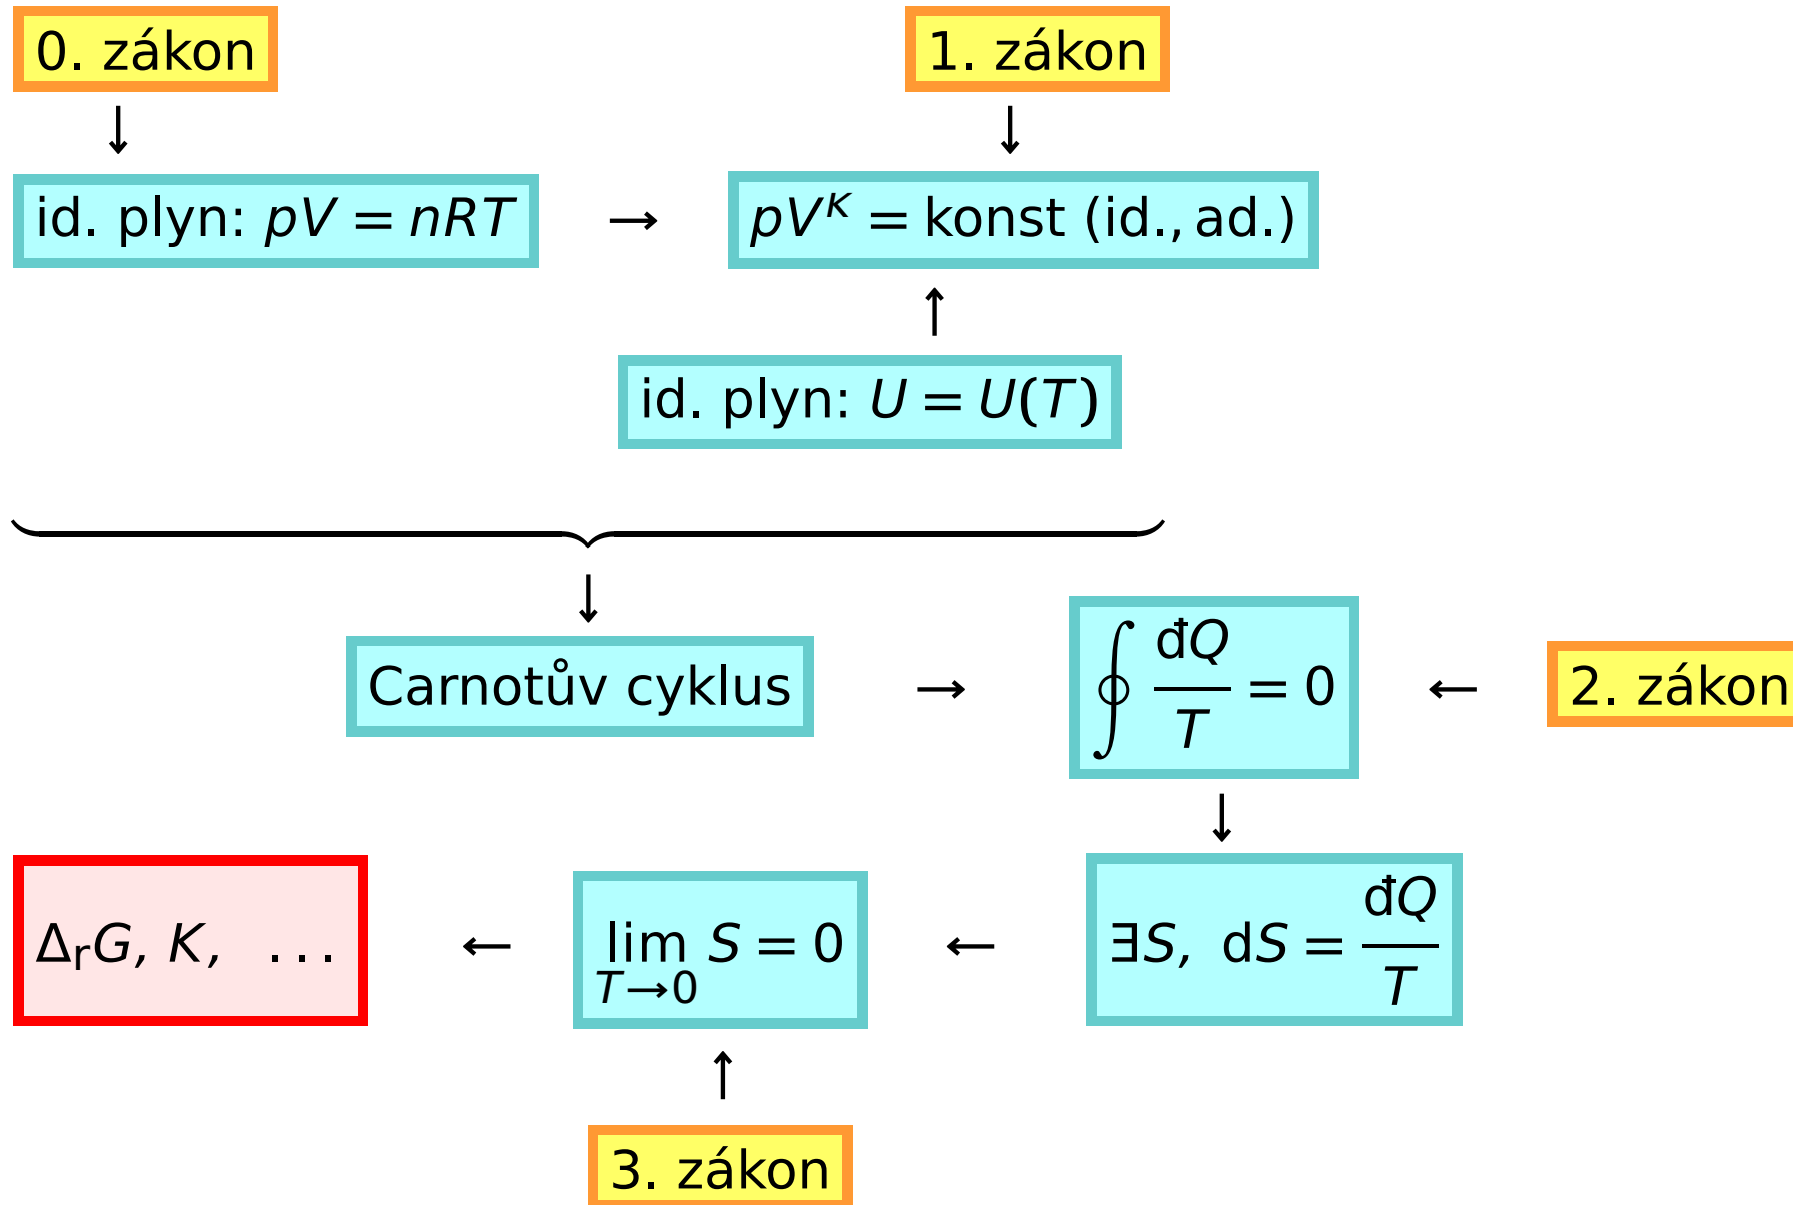 0. zákon
1. zákon
↓
↓
id. plyn: pV = nRT → pV^κ = konst (id., ad.)
↑
id. plyn: U = U(T)
↓
Carnotův cyklus → ∮ đQ/T = 0 ← 2. zákon
↓
Δ_rG, K, ... ← lim_{T→0} S = 0 ← ∃S, dS = đQ/T
↑
3. zákon